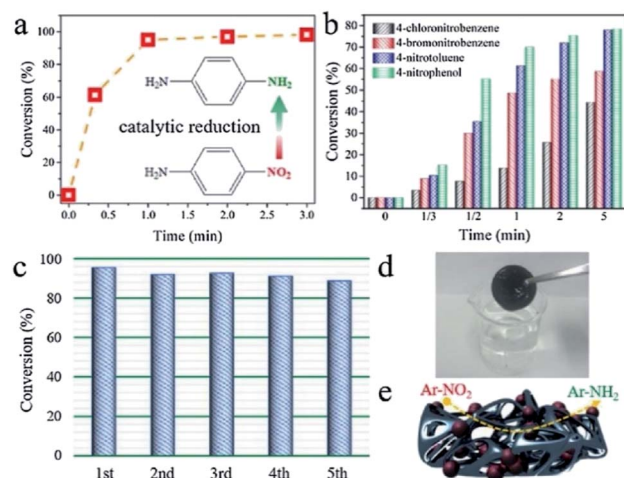 a
Conversion (%)
100
80
60
40
20
0
H₂N
NH₂
catalytic reduction
H₂N
NO₂
0.0 0.5 1.0 1.5 2.0 2.5 3.0
Time (min)
b
Conversion (%)
80
70
60
50
40
30
20
10
0
4-chloronitrobenzene
4-bromonitrobenzene
4-nitrotoluene
4-nitrophenol
0 1/3 1/2 1 2 5
Time (min)
c
Conversion (%)
100
80
60
40
20
0
1st 2nd 3rd 4th 5th
d
e
Ar-NO₂ Ar-NH₂